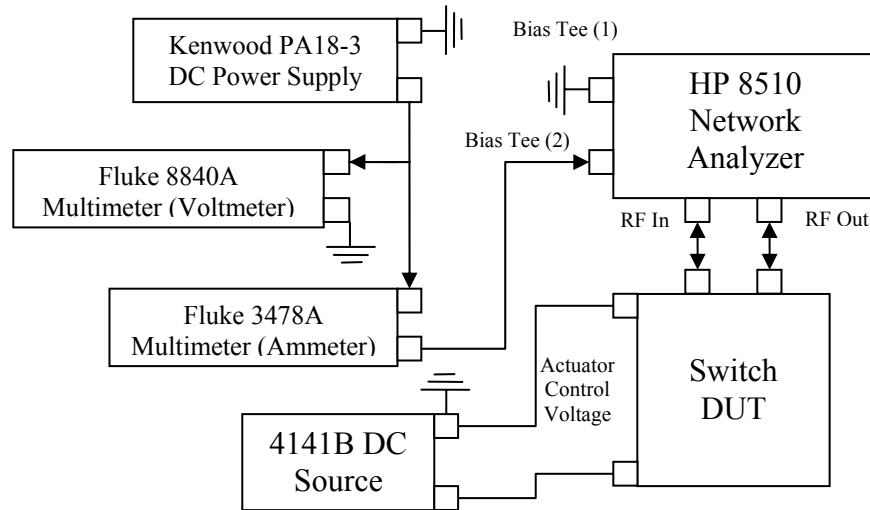 Kenwood PA18-3
DC Power Supply
Bias Tee (1)
HP 8510
Network
Analyzer
Bias Tee (2)
Fluke 8840A
Multimeter (Voltmeter)
RF In
RF Out
Fluke 3478A
Multimeter (Ammeter)
Actuator
Control
Voltage
Switch
DUT
4141B DC
Source